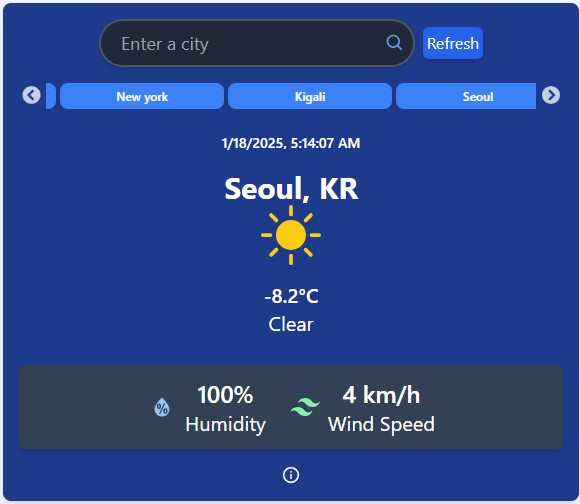 Enter a city
Refresh
New york Kigali Seoul
1/18/2025, 5:14:07 AM
Seoul, KR
-8.2°C
Clear
100% 4 km/h
Humidity Wind Speed